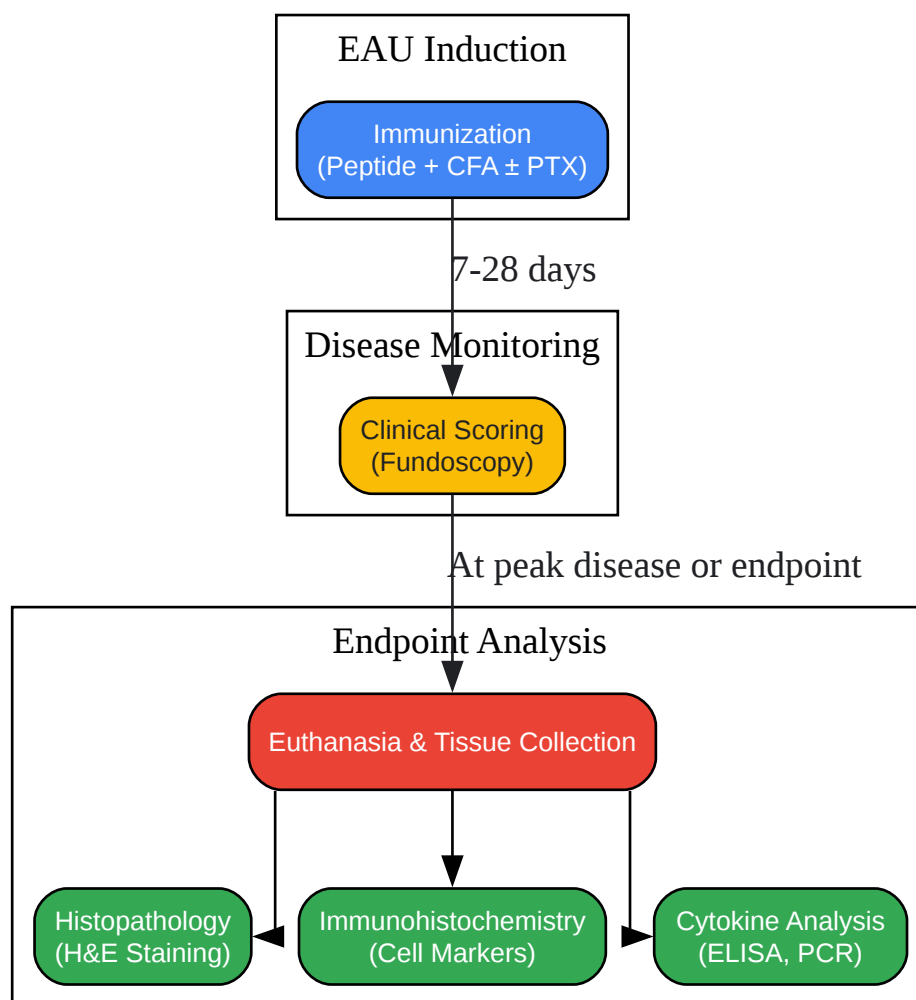 EAU Induction
Immunization
(Peptide + CFA ± PTX)
7-28 days
Disease Monitoring
Clinical Scoring
(Fundoscopy)
At peak disease or endpoint
Endpoint Analysis
Euthanasia & Tissue Collection
Histopathology
(H&E Staining)
Immunohistochemistry
(Cell Markers)
Cytokine Analysis
(ELISA, PCR)